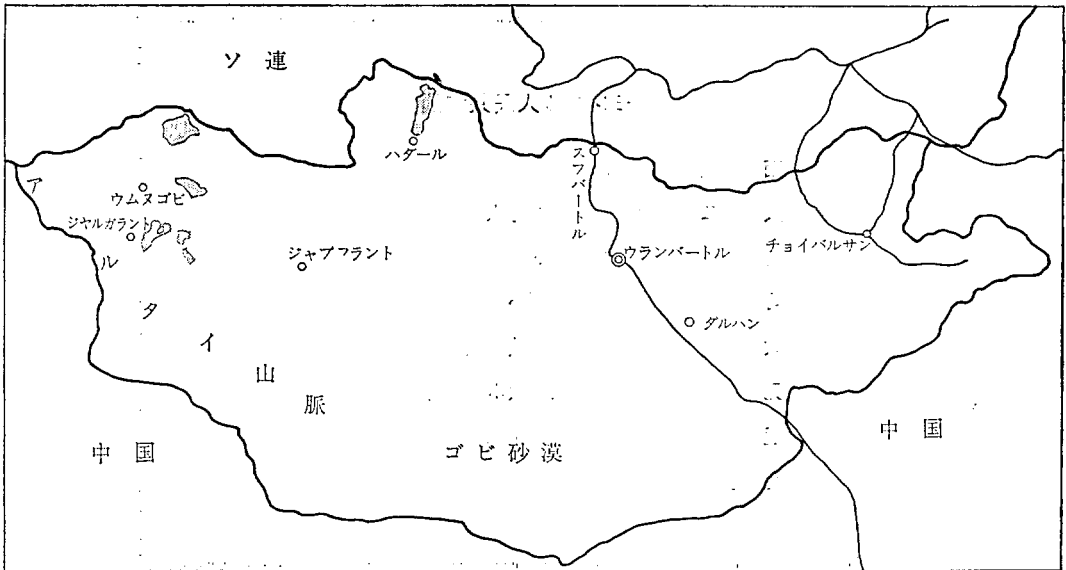 ソ連
ハダール
スフバートル
ア ル タ イ 山 脈
ウムヌゴビ
ジヤルガラント
ジャブフラント
ウランバートル
チョイバルサン
ダルハン
中国
ゴビ砂漠
中国